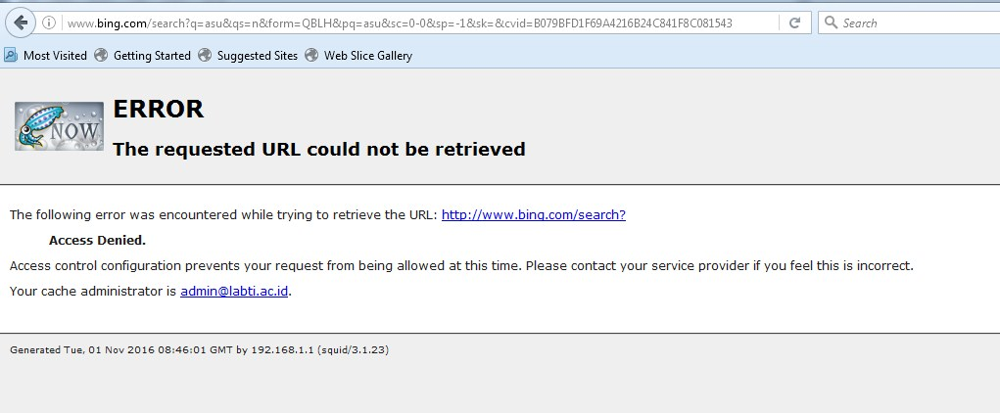 www.bing.com/search?q=asu&qs=n&form=QBLH&pq=asu&sc=0-0&sp=-1&sk=&cvid=B079BFD1F69A4216B24C841F8C081543
Search
Most Visited Getting Started Suggested Sites Web Slice Gallery
NOW
ERROR
The requested URL could not be retrieved
The following error was encountered while trying to retrieve the URL: http://www.bing.com/search?
Access Denied.
Access control configuration prevents your request from being allowed at this time. Please contact your service provider if you feel this is incorrect.
Your cache administrator is admin@labti.ac.id.
Generated Tue, 01 Nov 2016 08:46:01 GMT by 192.168.1.1 (squid/3.1.23)